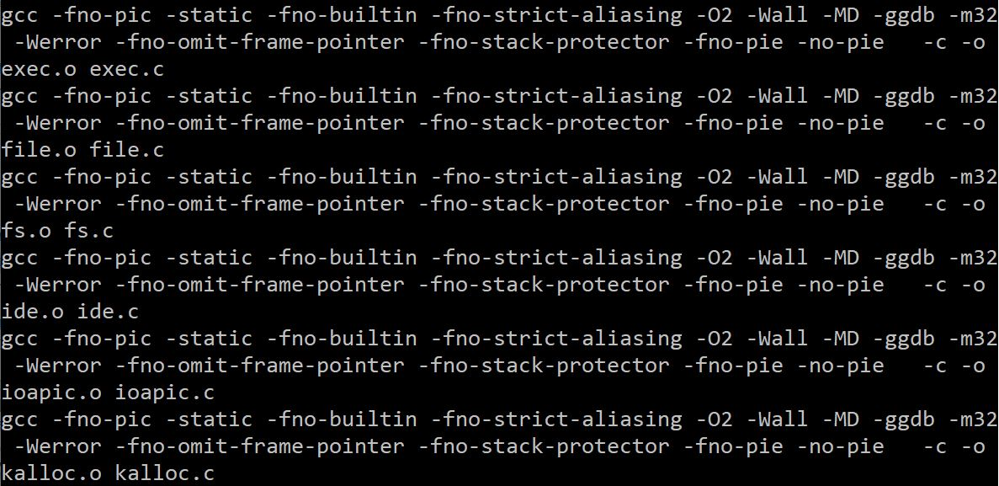 gcc -fno-pic -static -fno-builtin -fno-strict-aliasing -O2 -Wall -MD -ggdb -m32
 -Werror -fno-omit-frame-pointer -fno-stack-protector -fno-pie -no-pie   -c -o
exec.o exec.c
gcc -fno-pic -static -fno-builtin -fno-strict-aliasing -O2 -Wall -MD -ggdb -m32
 -Werror -fno-omit-frame-pointer -fno-stack-protector -fno-pie -no-pie   -c -o
file.o file.c
gcc -fno-pic -static -fno-builtin -fno-strict-aliasing -O2 -Wall -MD -ggdb -m32
 -Werror -fno-omit-frame-pointer -fno-stack-protector -fno-pie -no-pie   -c -o
fs.o fs.c
gcc -fno-pic -static -fno-builtin -fno-strict-aliasing -O2 -Wall -MD -ggdb -m32
 -Werror -fno-omit-frame-pointer -fno-stack-protector -fno-pie -no-pie   -c -o
ide.o ide.c
gcc -fno-pic -static -fno-builtin -fno-strict-aliasing -O2 -Wall -MD -ggdb -m32
 -Werror -fno-omit-frame-pointer -fno-stack-protector -fno-pie -no-pie   -c -o
ioapic.o ioapic.c
gcc -fno-pic -static -fno-builtin -fno-strict-aliasing -O2 -Wall -MD -ggdb -m32
 -Werror -fno-omit-frame-pointer -fno-stack-protector -fno-pie -no-pie   -c -o
kalloc.o kalloc.c